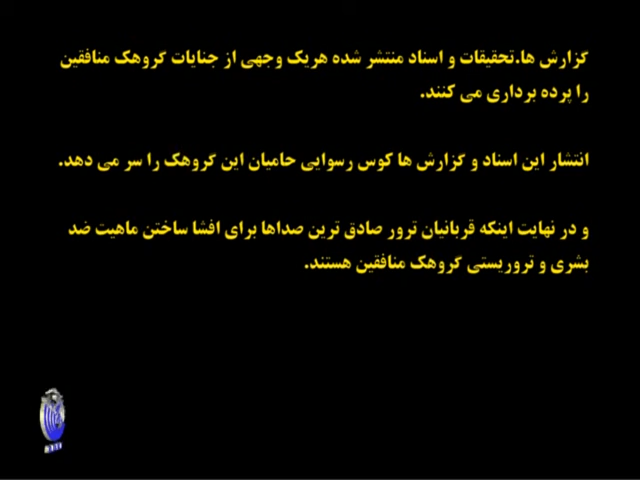 گزارش ها.تحقیقات و اسناد منتشر شده هریک وجهی از جنایات گروهک منافقین
را پرده برداری می کنند.
انتشار این اسناد و گزارش ها کوس رسوایی حامیان این گروهک را سر می دهد.
و در نهایت اینکه قربانیان ترور صادق ترین صداها برای افشا ساختن ماهیت ضد
بشری و تروریستی گروهک منافقین هستند.